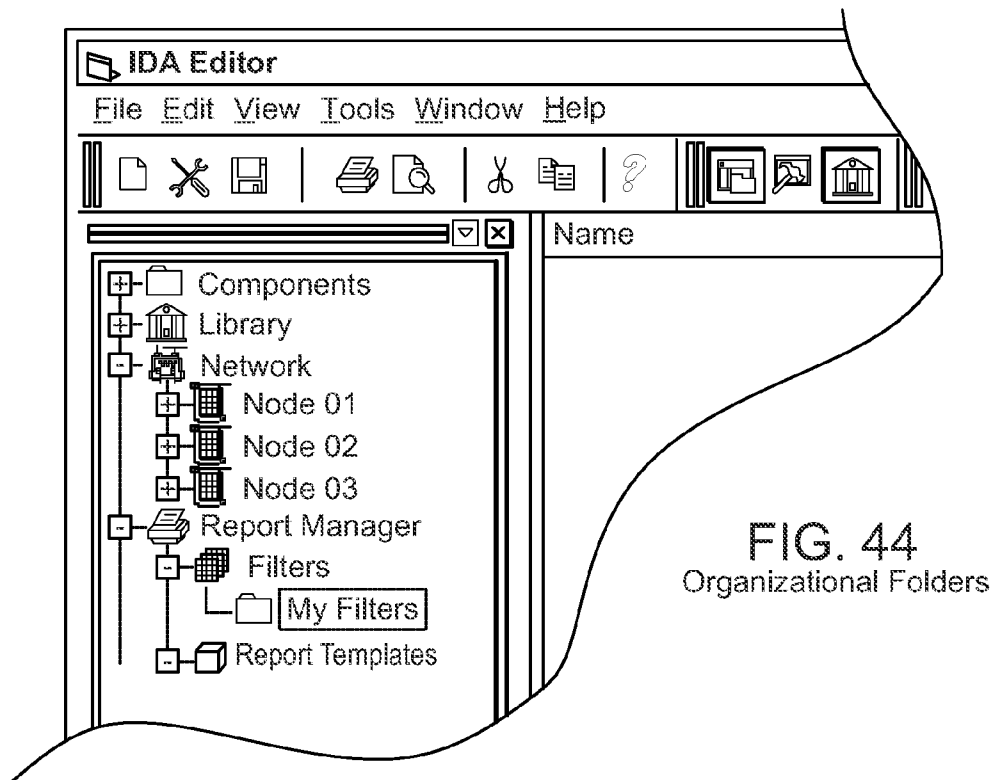 IDA Editor
File Edit View Tools Window Help
Name
Components
Library
Network
Node 01
Node 02
Node 03
Report Manager
Filters
My Filters
Report Templates
FIG. 44
Organizational Folders